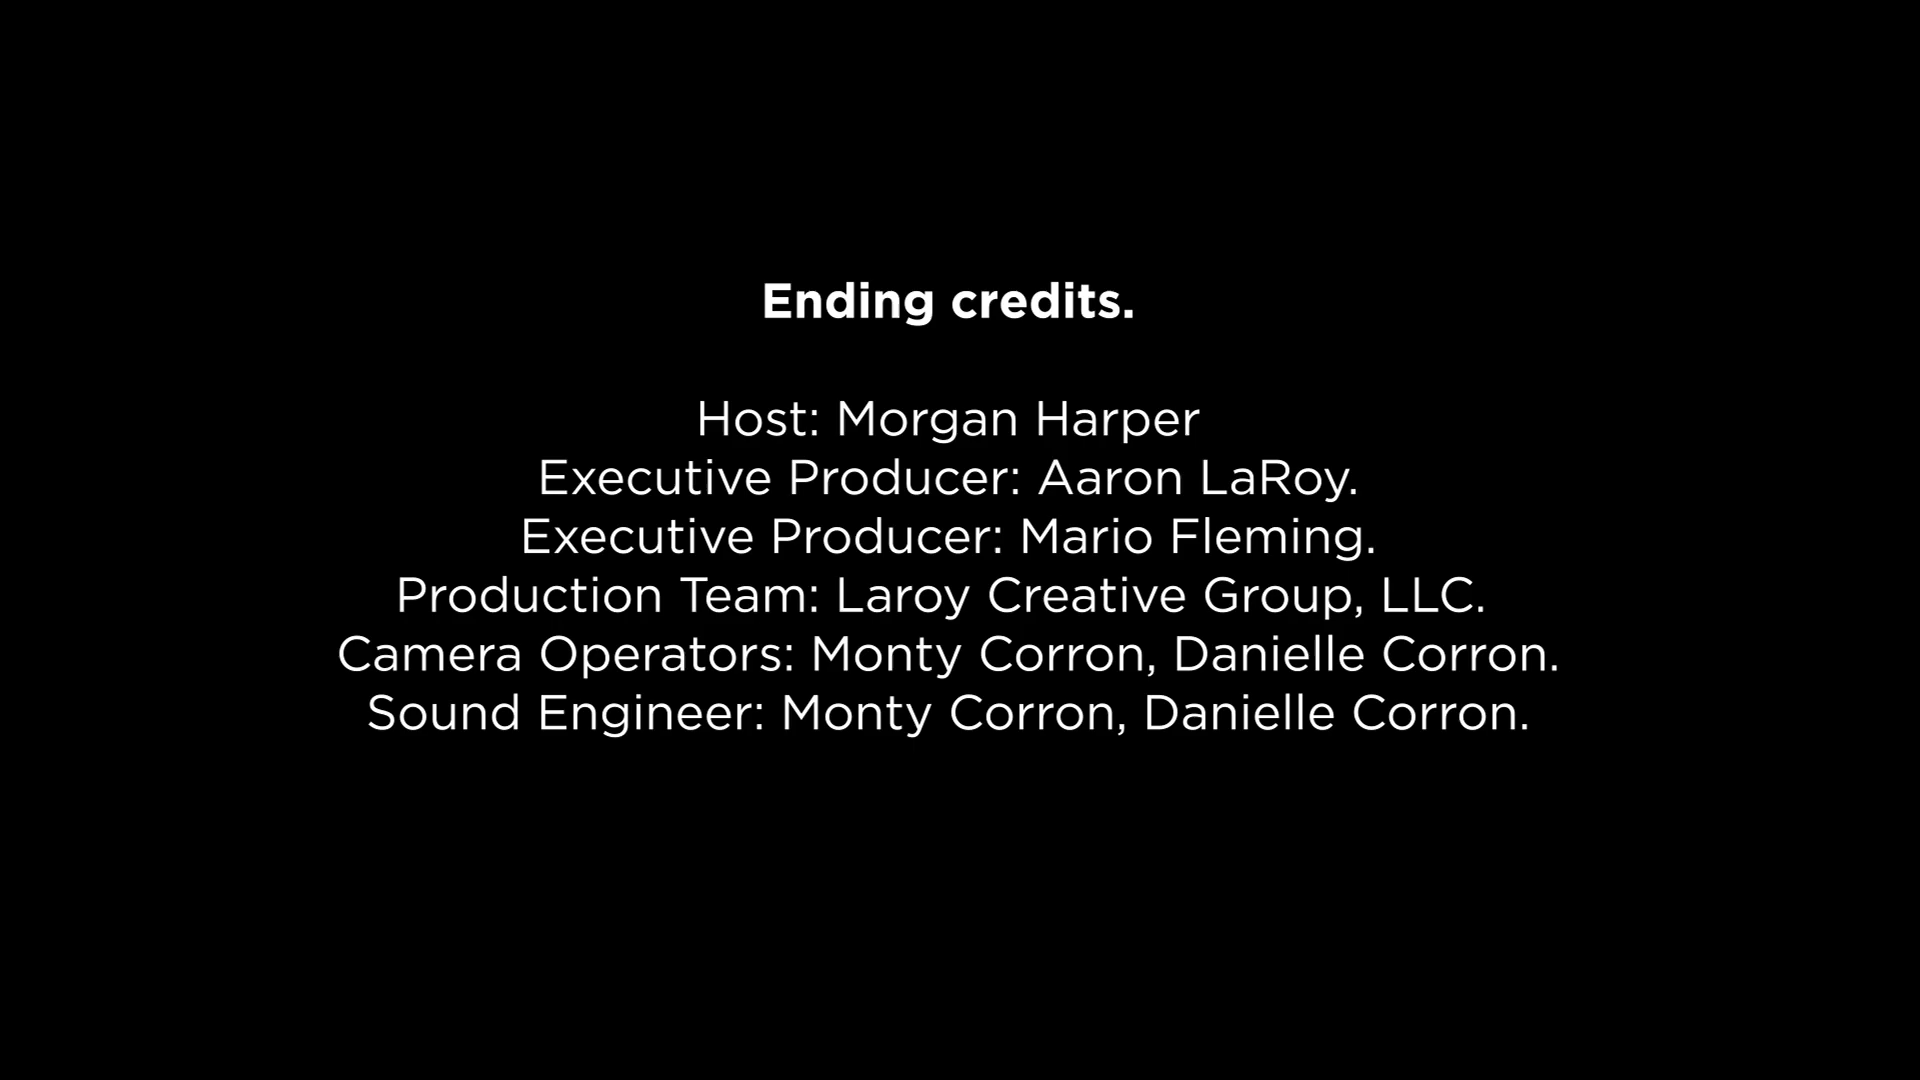 Ending credits.
Host: Morgan Harper
Executive Producer: Aaron LaRoy.
Executive Producer: Mario Fleming.
Production Team: Laroy Creative Group, LLC.
Camera Operators: Monty Corron, Danielle Corron.
Sound Engineer: Monty Corron, Danielle Corron.